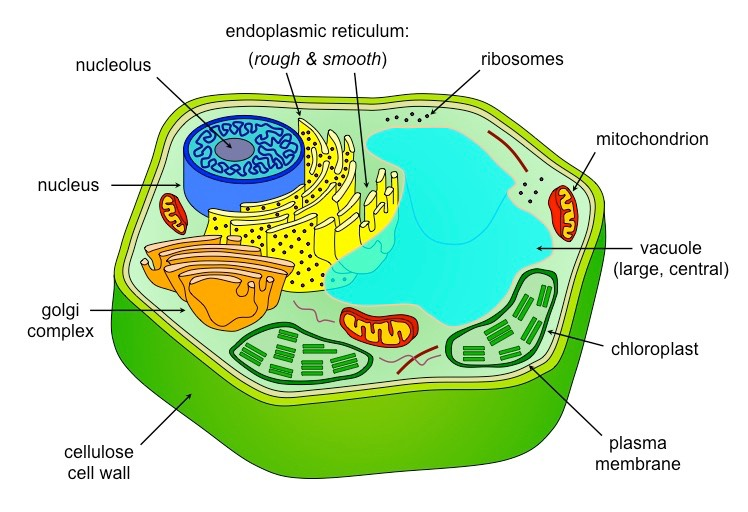 endoplasmic reticulum:
(rough & smooth)
nucleolus
ribosomes
mitochondrion
nucleus
vacuole
(large, central)
golgi
complex
chloroplast
plasma
membrane
cellulose
cell wall